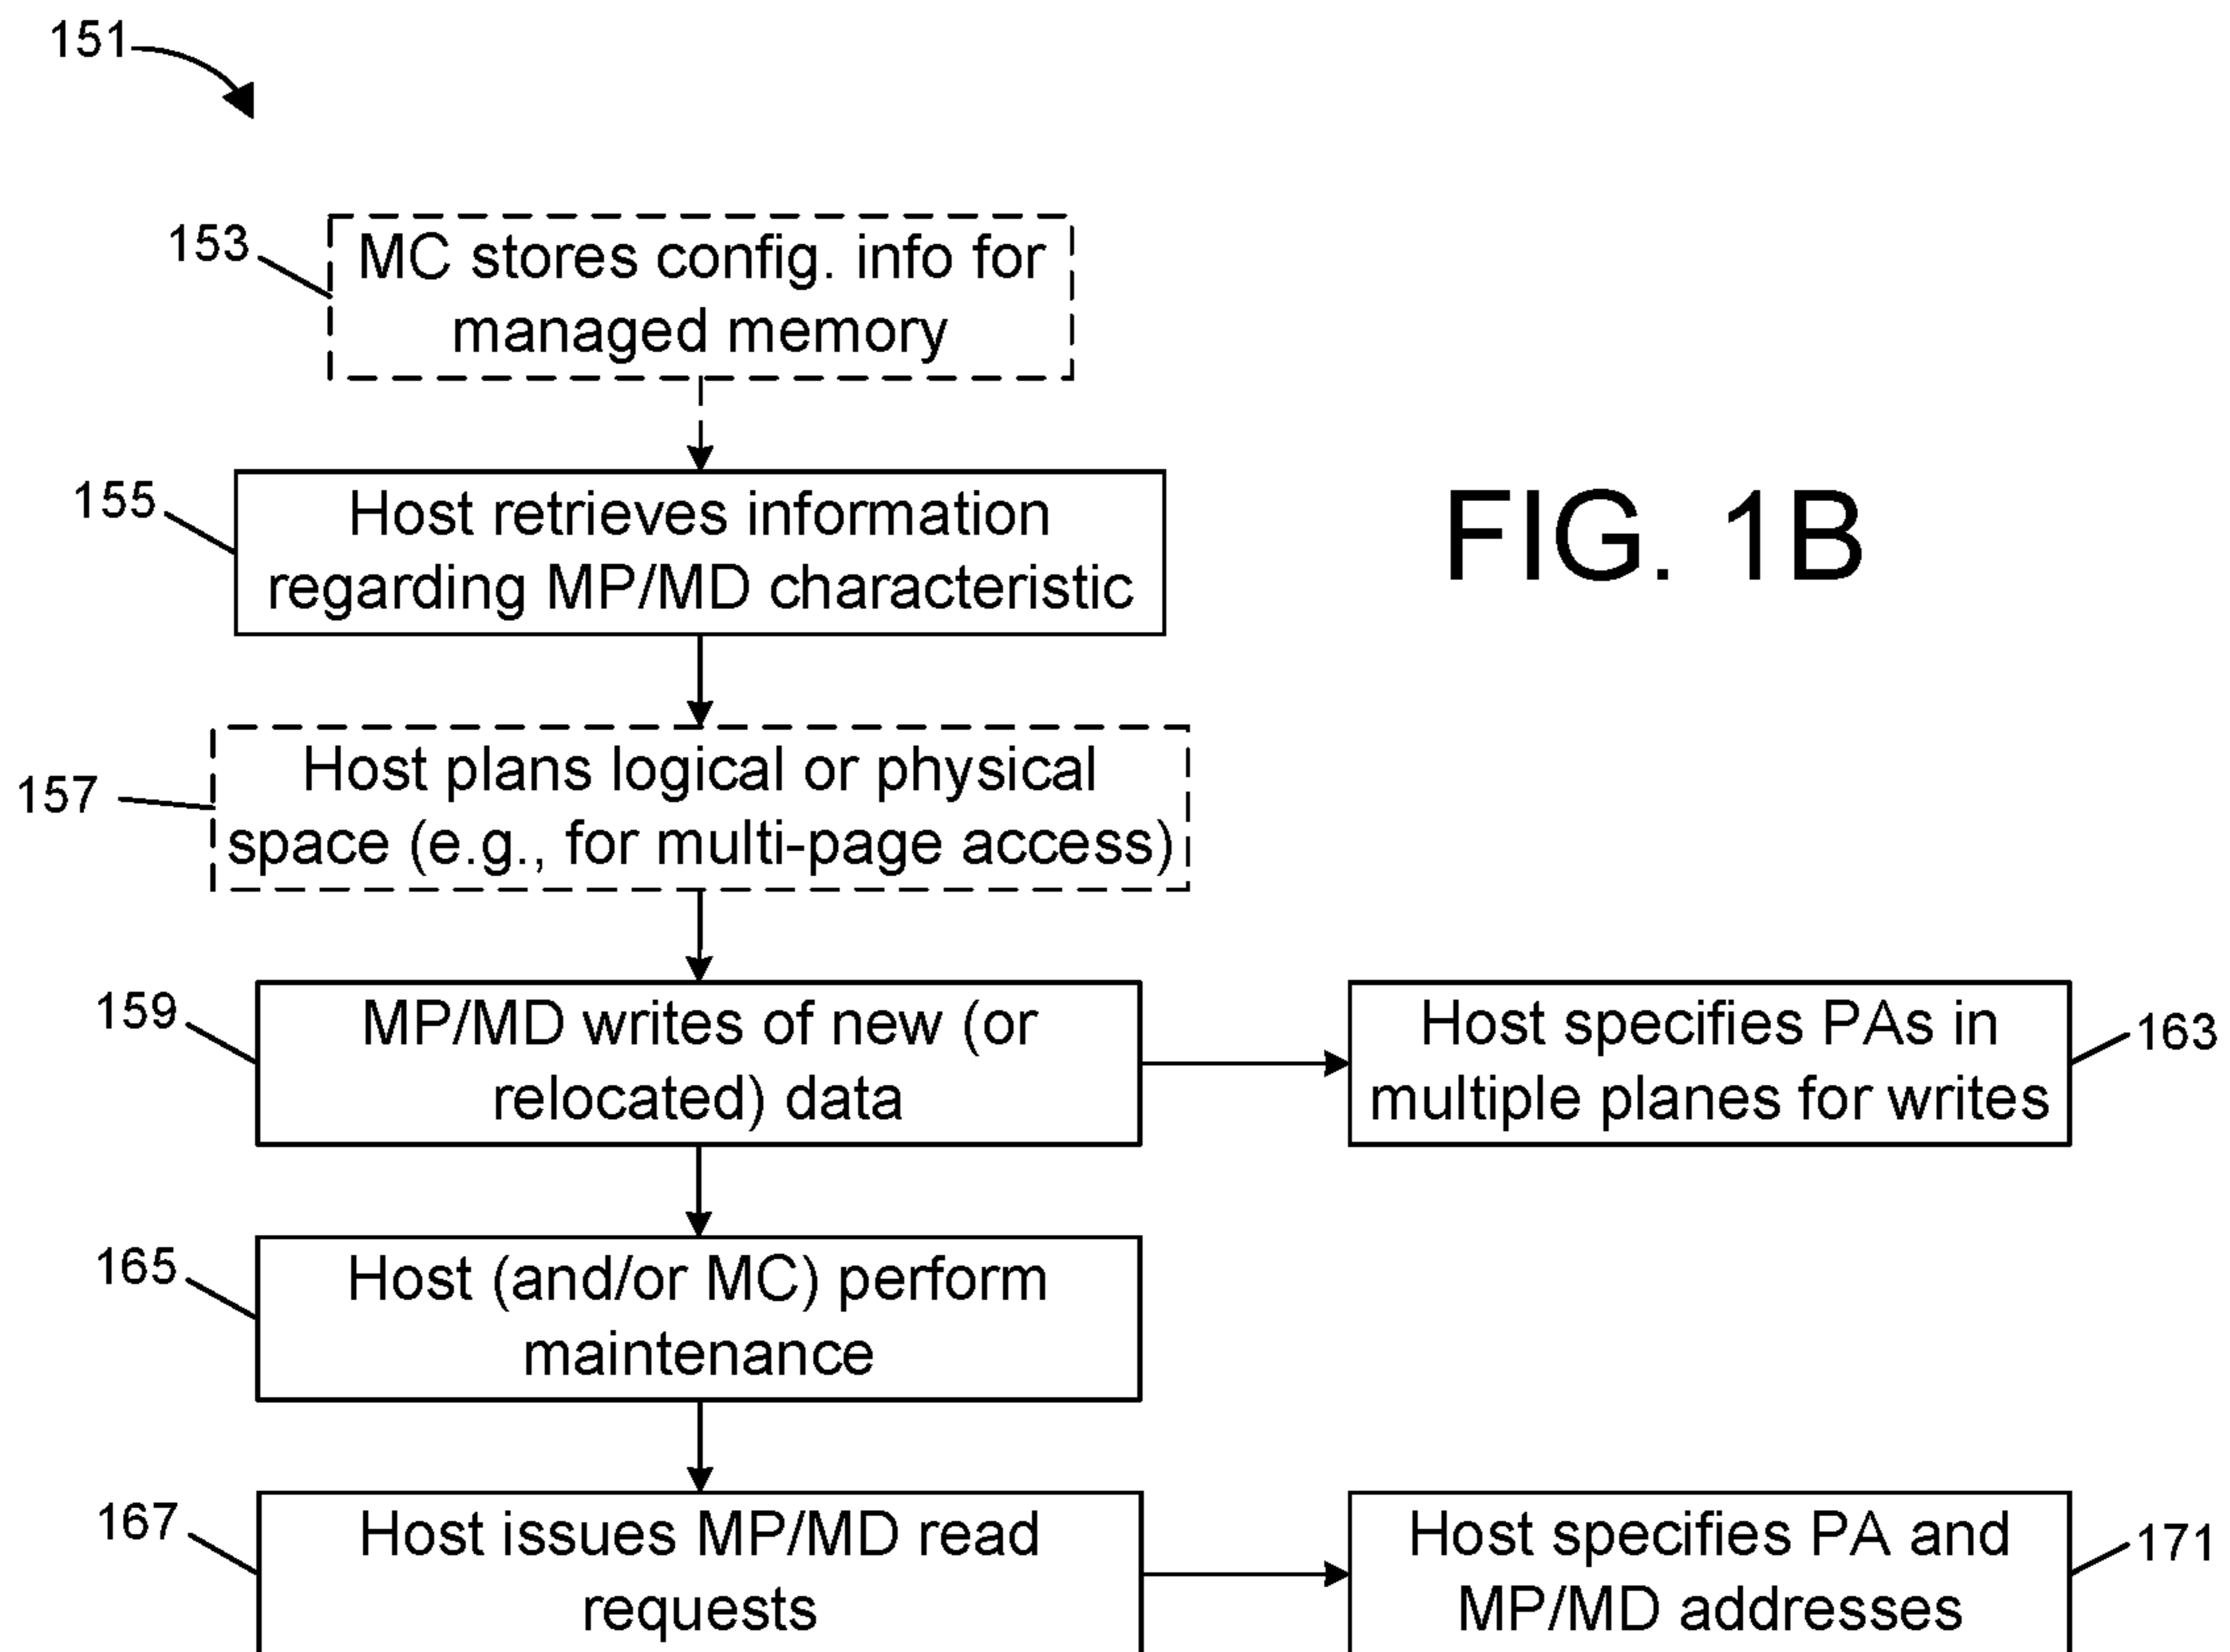 151
153
MC stores config. info for
managed memory
155
Host retrieves information
regarding MP/MD characteristic
FIG. 1B
157
Host plans logical or physical
space (e.g., for multi-page access)
159
MP/MD writes of new (or
relocated) data
Host specifies PAs in
multiple planes for writes
163
165
Host (and/or MC) perform
maintenance
167
Host issues MP/MD read
requests
Host specifies PA and
MP/MD addresses
171